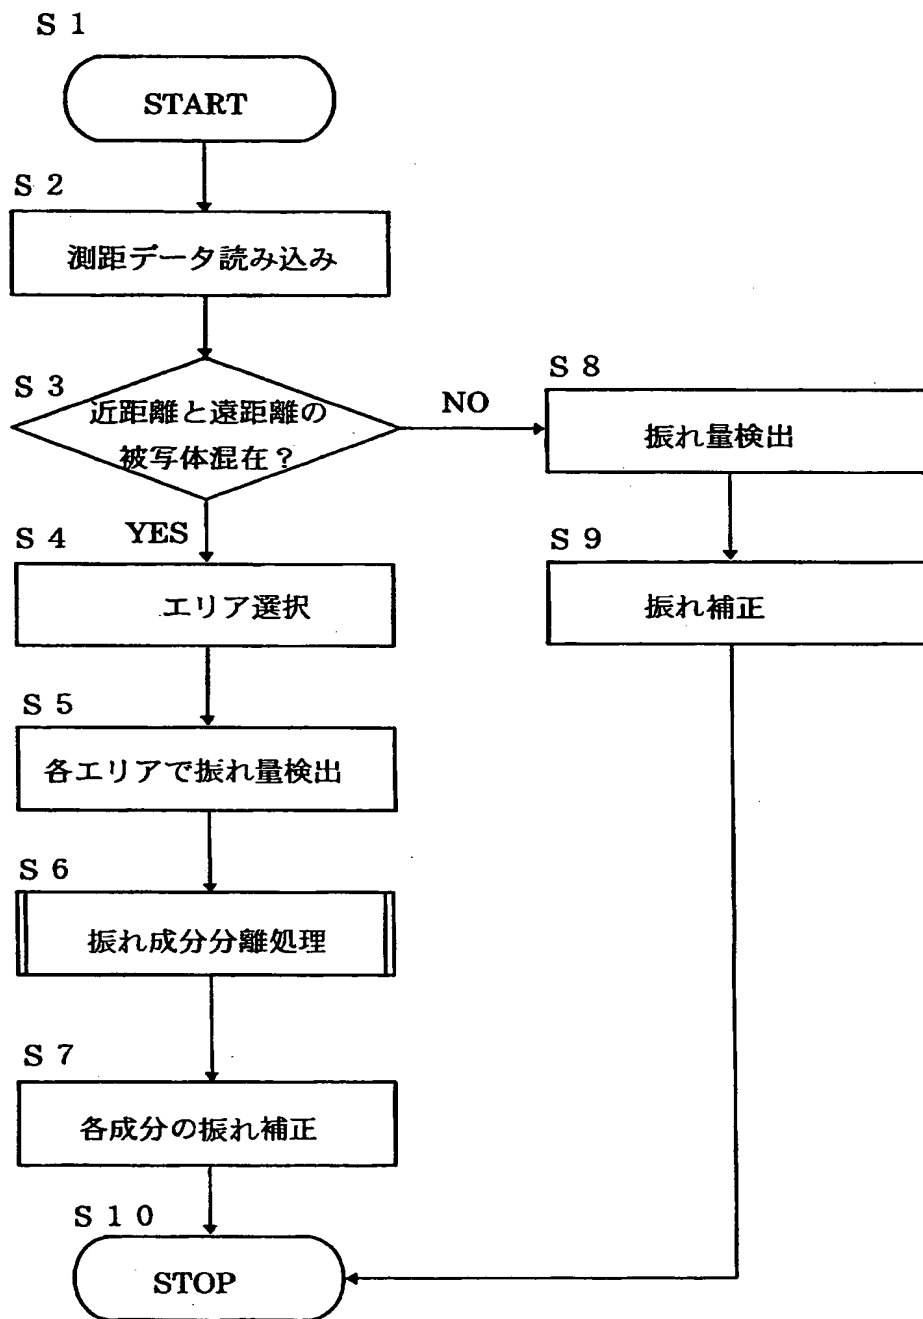 S 1
START
S 2
測距データ読み込み
S 3
近距離と遠距離の
被写体混在?
NO
YES
S 4
エリア選択
S 5
各エリアで振れ量検出
S 6
振れ成分分離処理
S 7
各成分の振れ補正
S 8
振れ量検出
S 9
振れ補正
S 1 0
STOP